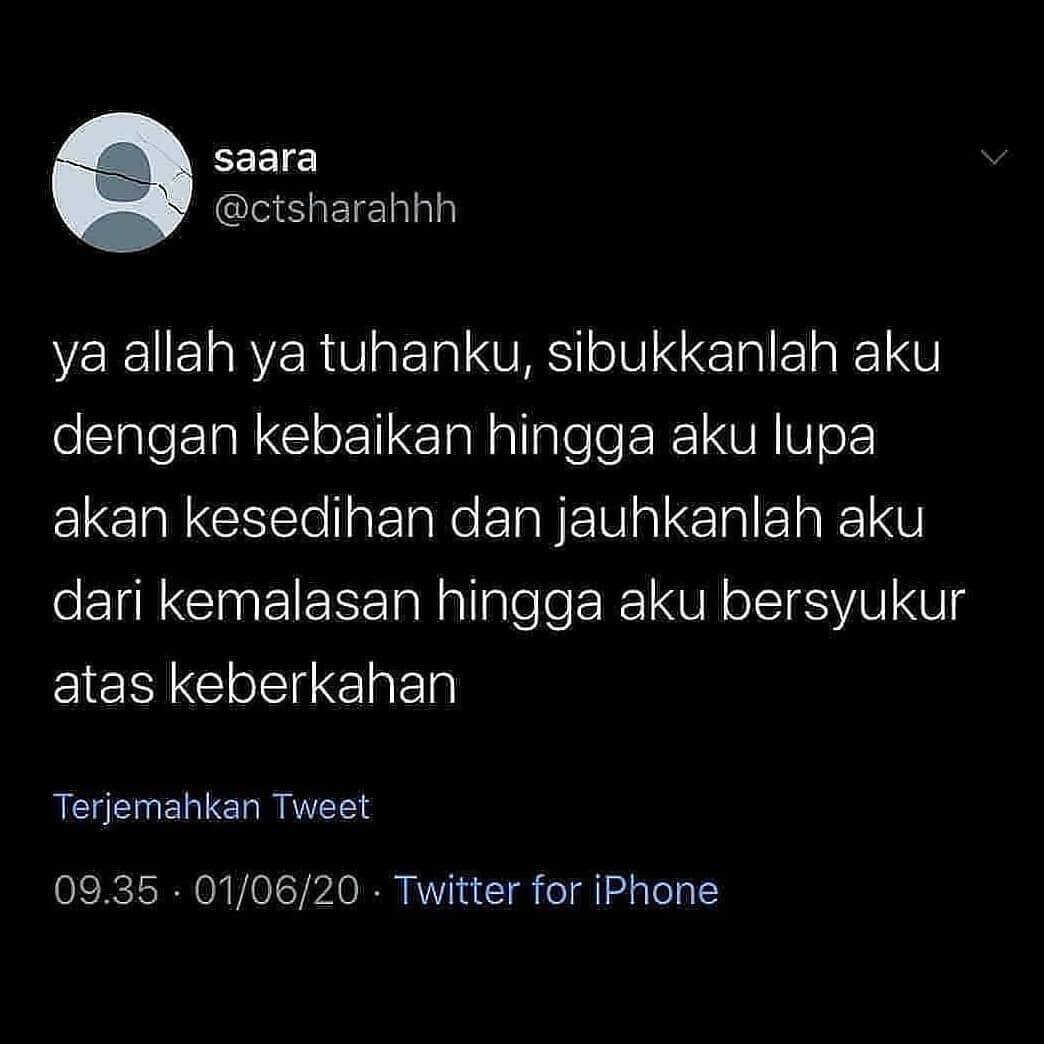 saara
@ctsharahhh
ya allah ya tuhanku, sibukkanlah aku
dengan kebaikan hingga aku lupa
akan kesedihan dan jauhkanlah aku
dari kemalasan hingga aku bersyukur
atas keberkahan
Terjemahkan Tweet
09.35 · 01/06/20 · Twitter for iPhone